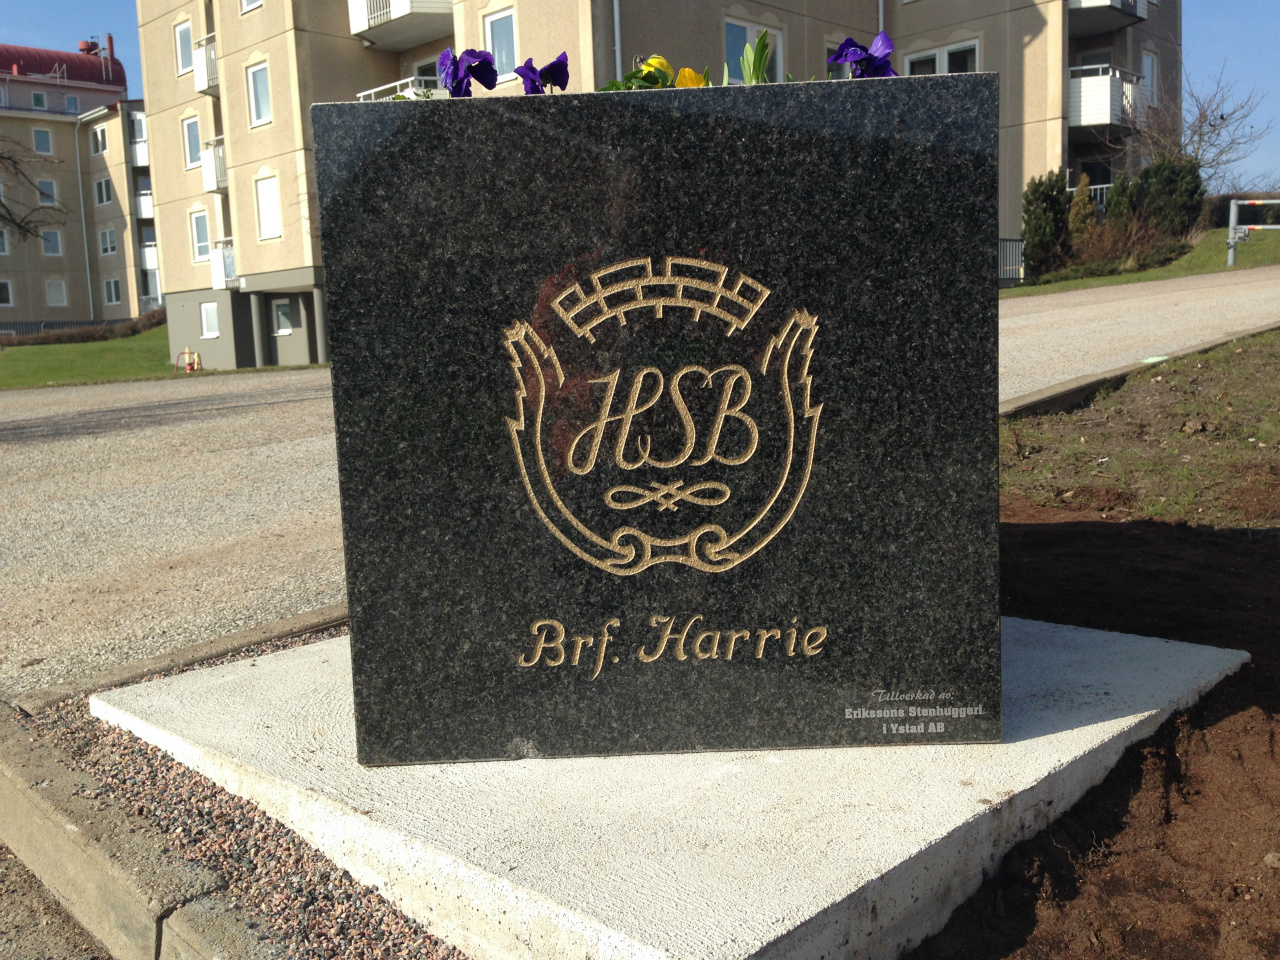 HSB
Brf. Harrie
Tillverkad av:
Erikssons Stenhuggeri
i Ystad AB